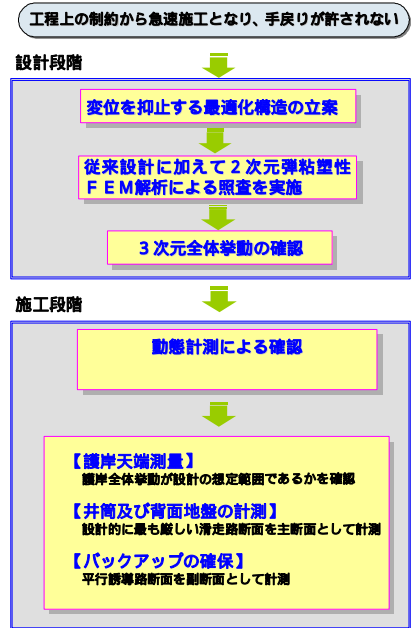 工程上の制約から急速施工となり、手戻りが許されない
設計段階
変位を抑止する最適化構造の立案
従来設計に加えて２次元弾粘塑性
ＦＥＭ解析による照査を実施
３次元全体挙動の確認
施工段階
動態計測による確認
【護岸天端測量】
護岸全体挙動が設計の想定範囲であるかを確認
【井筒及び背面地盤の計測】
設計的に最も厳しい滑走路断面を主断面として計測
【バックアップの確保】
平行誘導路断面を副断面として計測